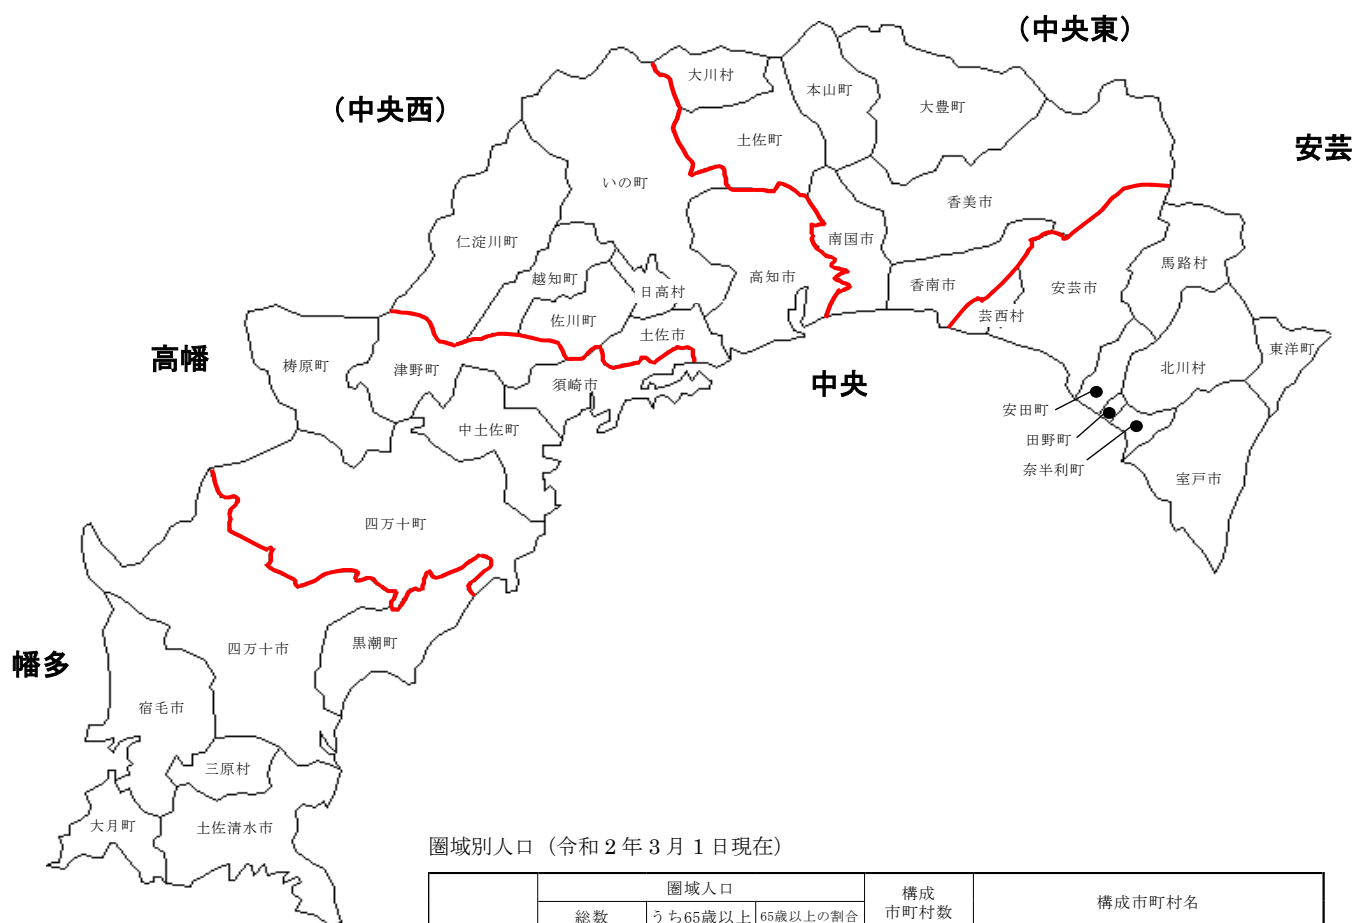 （中央東）
（中央西）
安芸
高幡
中央
幡多
大川村
本山町
大豊町
土佐町
いの町
香美市
仁淀川町
南国市
越知町
高知市
馬路村
日高村
香南市
安芸市
佐川町
芸西村
土佐市
東洋町
梼原町
津野町
須崎市
北川村
安田町
中土佐町
田野町
奈半利町
室戸市
四万十町
黒潮町
四万十市
宿毛市
三原村
大月町
土佐清水市
圏域別人口（令和２年３月１日現在）
圏域人口
構成
市町村数
構成市町村名
総数
うち65歳以上
65歳以上の割合